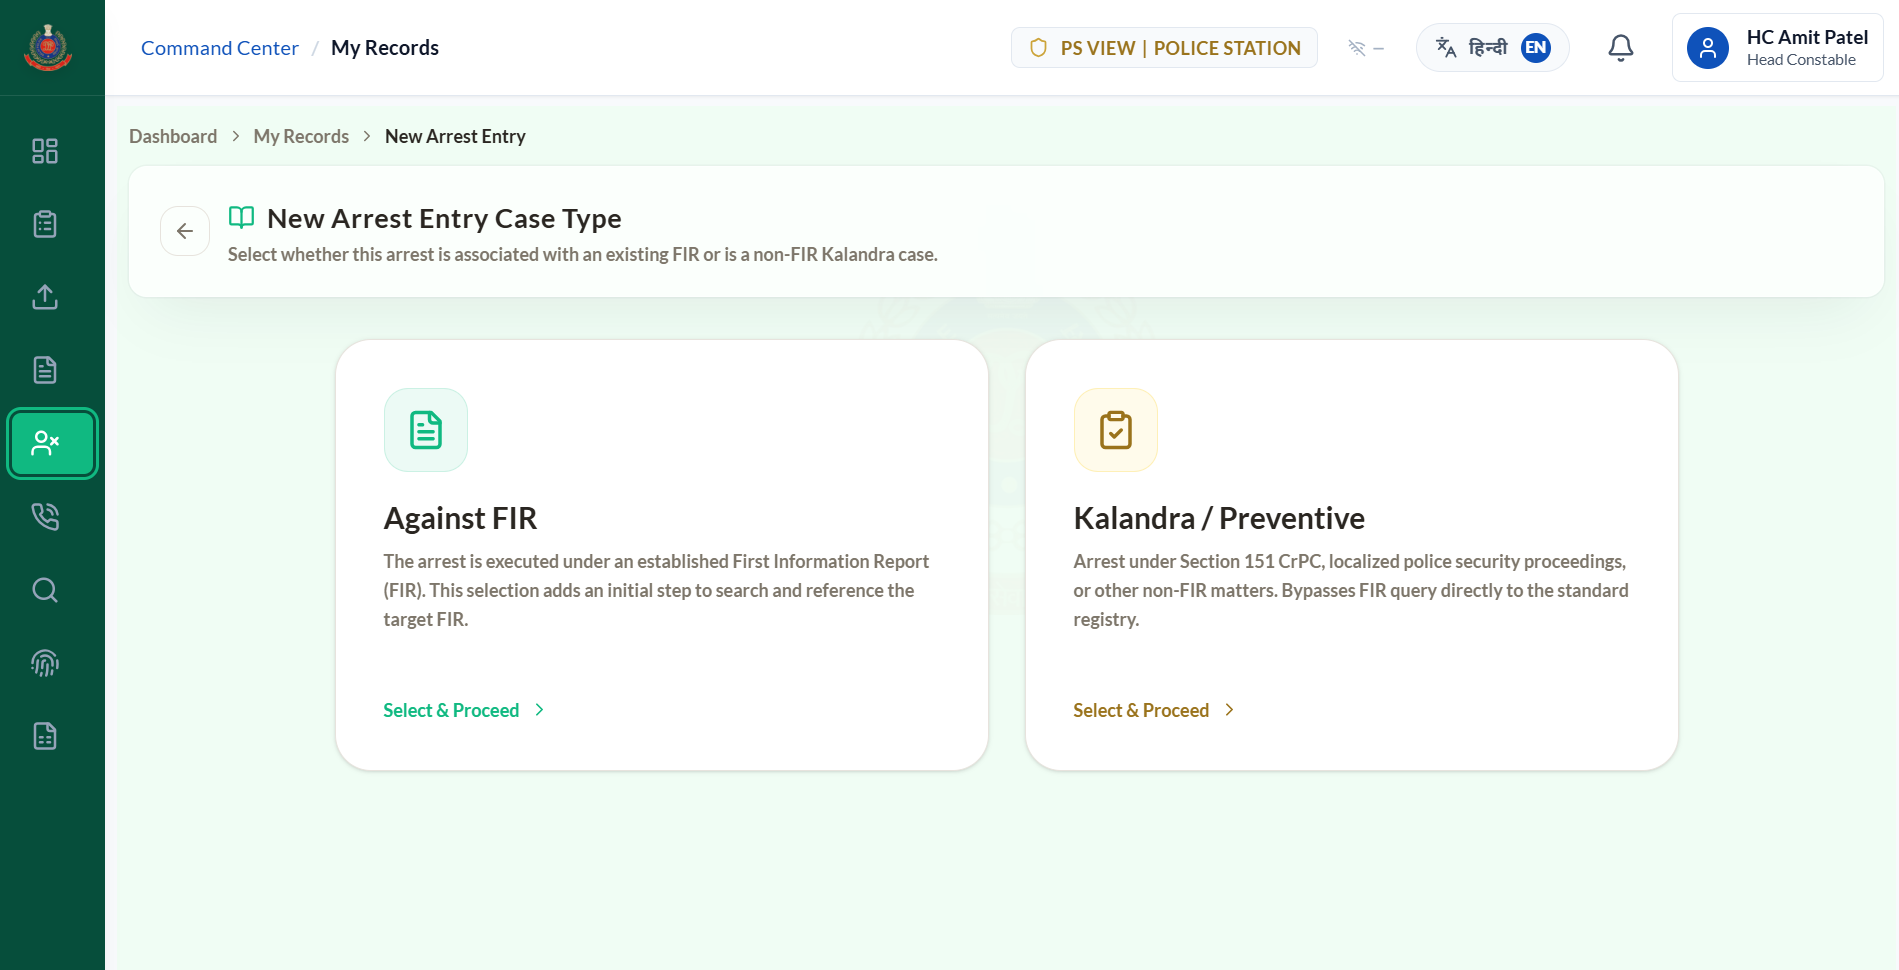 Command Center / My Records
PS VIEW | POLICE STATION
–
हिन्दी EN
HC Amit Patel
Head Constable
Dashboard > My Records > New Arrest Entry
New Arrest Entry Case Type
Select whether this arrest is associated with an existing FIR or is a non-FIR Kalandra case.
Against FIR
The arrest is executed under an established First Information Report
(FIR). This selection adds an initial step to search and reference the
target FIR.
Select & Proceed
Kalandra / Preventive
Arrest under Section 151 CrPC, localized police security proceedings,
or other non-FIR matters. Bypasses FIR query directly to the standard
registry.
Select & Proceed